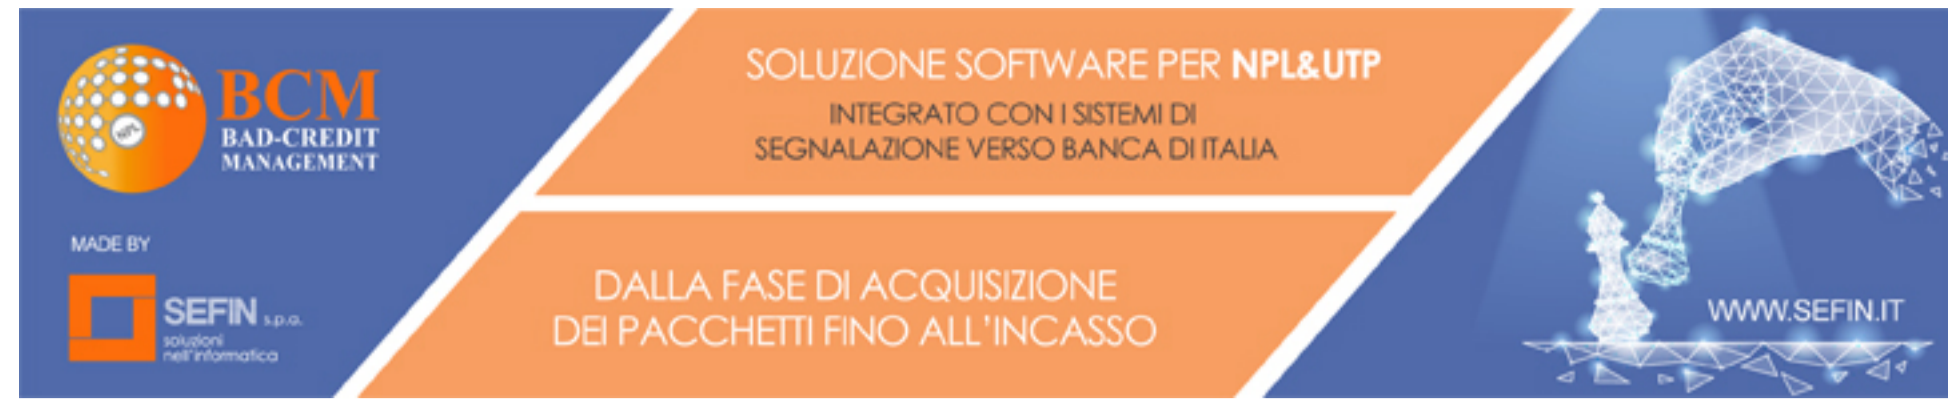 NPL
BCM
BAD-CREDIT
MANAGEMENT
MADE BY
SEFIN s.p.a.
soluzioni
nell'informatica
SOLUZIONE SOFTWARE PER NPL&UTP
INTEGRATO CON I SISTEMI DI
SEGNALAZIONE VERSO BANCA DI ITALIA
DALLA FASE DI ACQUISIZIONE
DEI PACCHETTI FINO ALL'INCASSO
WWW.SEFIN.IT